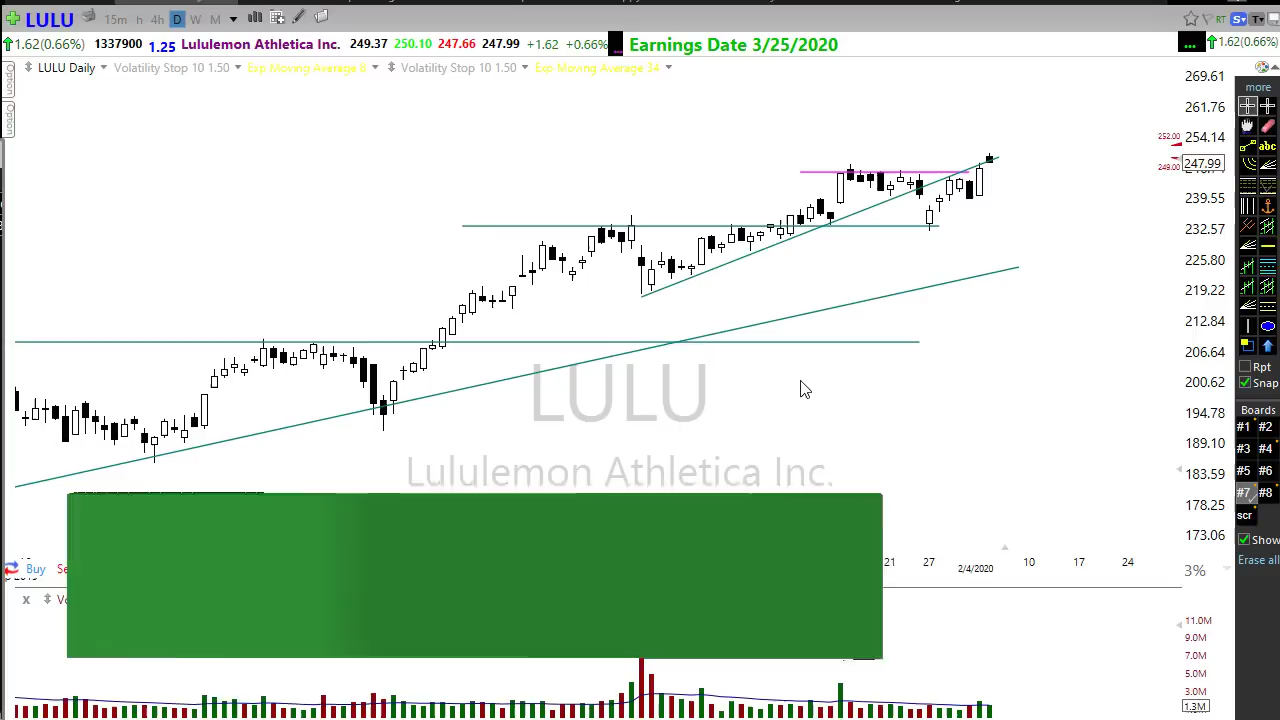 LULU 15m h 4h D W M RT S T
1.62(0.66%) 1337900 1.25 Lululemon Athletica Inc. 249.37 250.10 247.66 247.99 +1.62 +0.66% ... Earnings Date 3/25/2020 ... 1.62(0.66%)
Option LULU Daily Volatility Stop 10 1.50 Exp Moving Average 8 Volatility Stop 10 1.50 Exp Moving Average 34
Option
269.61
more
261.76
252.00 254.14
abc
249.00 247.99
239.55
232.57
225.80
219.22
212.84
206.64
Rpt
200.62 Snap
LULU
194.78 Boards
#1 #2
189.10
#3 #4
Lululemon Athletica Inc. 183.59 #5 #6
#7 #8
178.25
scr
173.06
Show
21 27 2/4/2020 10 17 24
Buy 3% Erase all
x
11.0M
9.0M
7.0M
5.0M
3.0M
1.3M